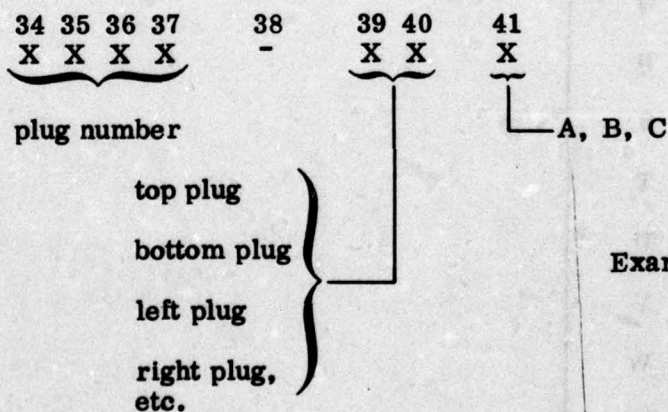 34 35 36 37 38 39 40 41
X X X X - X X X
plug number
A, B, C
top plug
bottom plug
left plug
right plug,
etc.